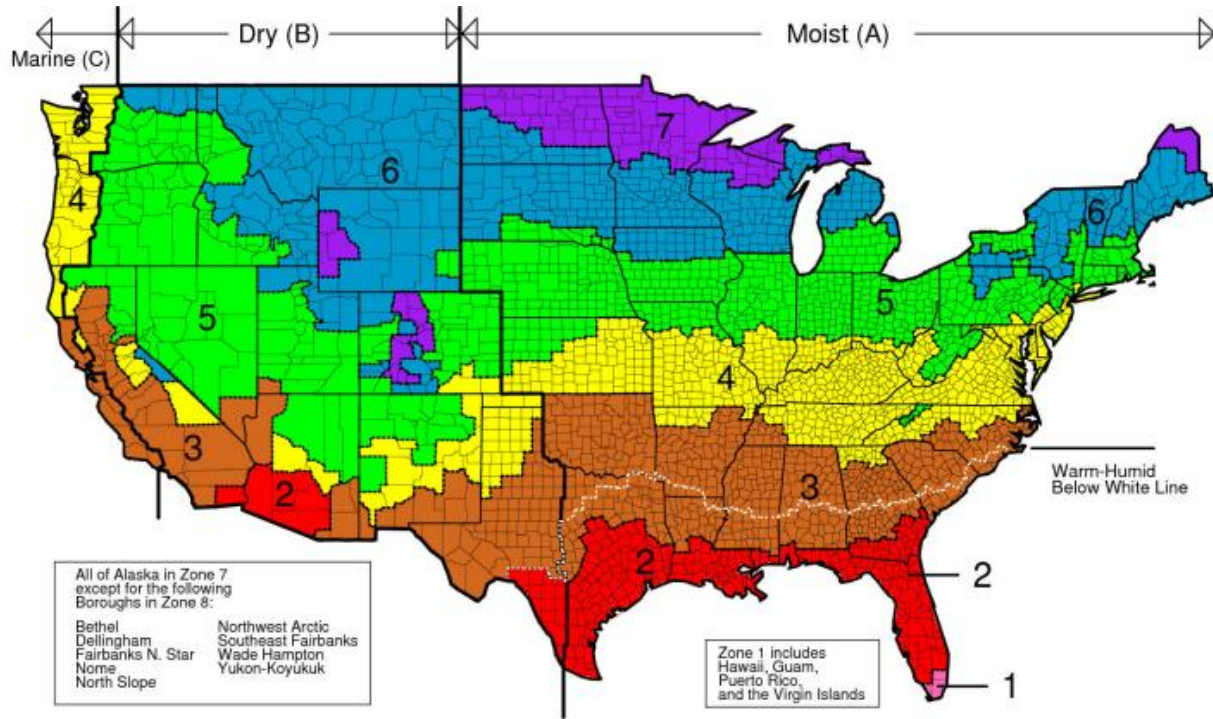 Marine (C)
Dry (B)
Moist (A)
7
6
4
6
5
5
4
3
3
2
2
2
1
Warm-Humid
Below White Line
All of Alaska in Zone 7
except for the following
Boroughs in Zone 8:
Bethel
Dellingham
Fairbanks N. Star
Nome
North Slope
Northwest Arctic
Southeast Fairbanks
Wade Hampton
Yukon-Koyukuk
Zone 1 includes
Hawaii, Guam,
Puerto Rico,
and the Virgin Islands